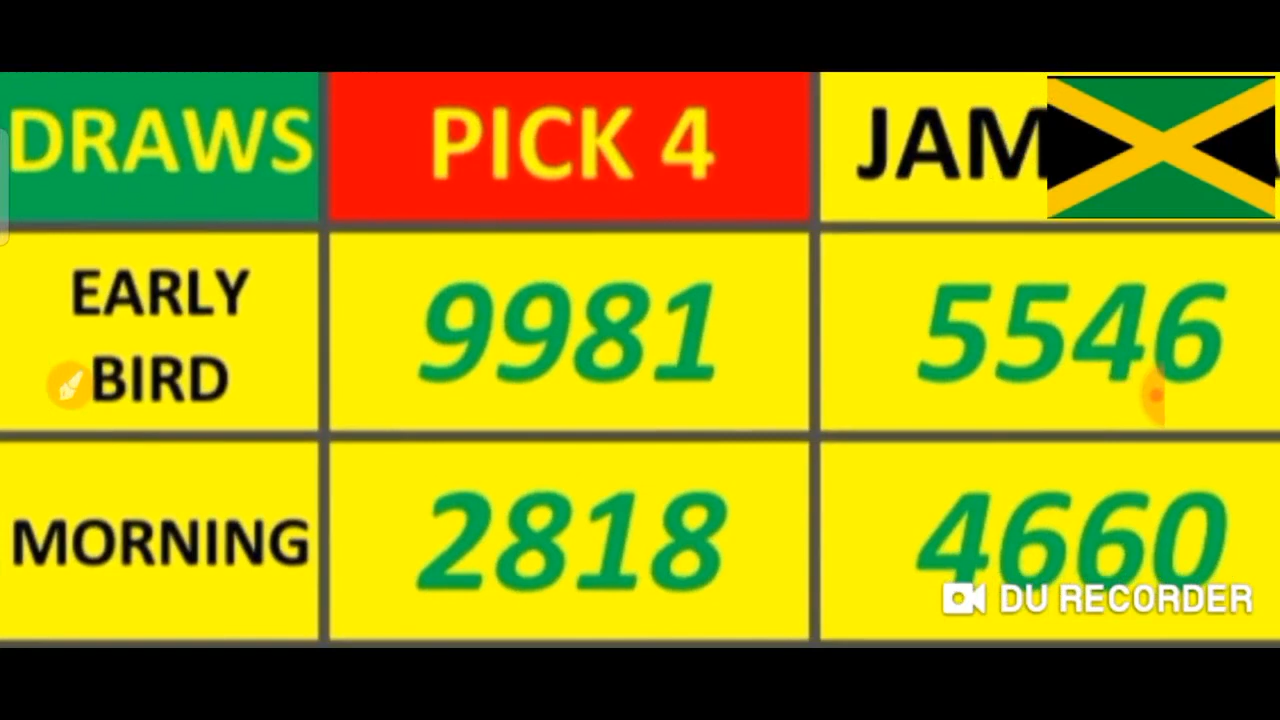 DRAWS PICK 4 JAM
EARLY
BIRD
9981 5546
MORNING 2818 4660
DU RECORDER